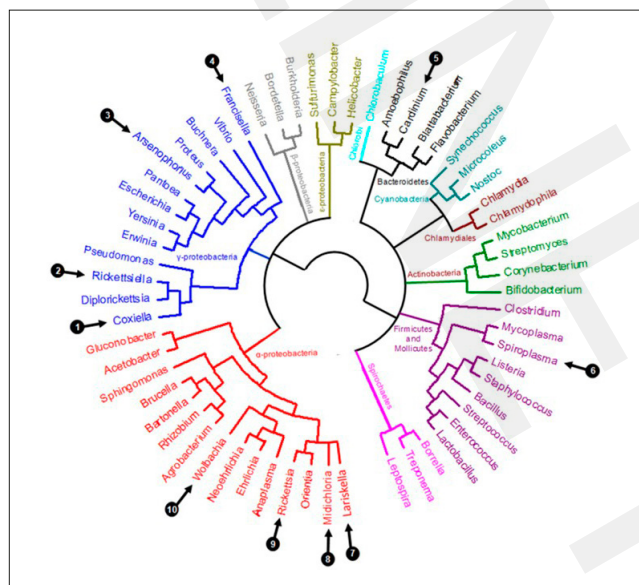 4
5
3
2
1
6
10
9
8
7
Neisseria
Bordetella
Burkholderia
Sulfurimonas
Campylobacter
Helicobacter
Chlorobi
Chlorobaculum
Amoebophilus
Cardinium
Blattabacterium
Flavobacterium
Synechococcus
Microcoleus
Nostoc
Chlamydia
Chlamydophila
Mycobacterium
Streptomyces
Corynebacterium
Bifidobacterium
Clostridium
Mycoplasma
Spiroplasma
Listeria
Staphylococcus
Bacillus
Streptococcus
Enterococcus
Lactobacillus
Borrelia
Treponema
Leptospira
Lariskella
Midichloria
Orientia
Rickettsia
Anaplasma
Ehrlichia
Neoehrlichia
Wolbachia
Agrobacterium
Rhizobium
Bartonella
Brucella
Sphingomonas
Acetobacter
Gluconobacter
Coxiella
Diplorickettsia
Rickettsiella
Pseudomonas
Erwinia
Yersinia
Escherichia
Pantoea
Proteus
Arsenophonus
Buchnera
Vibrio
Francisella
β-proteobacteria
ε-proteobacteria
Bacteroidetes
Cyanobacteria
Chlamydiales
Actinobacteria
Firmicutes and
Mollicutes
Spirochaetes
α-proteobacteria
γ-proteobacteria